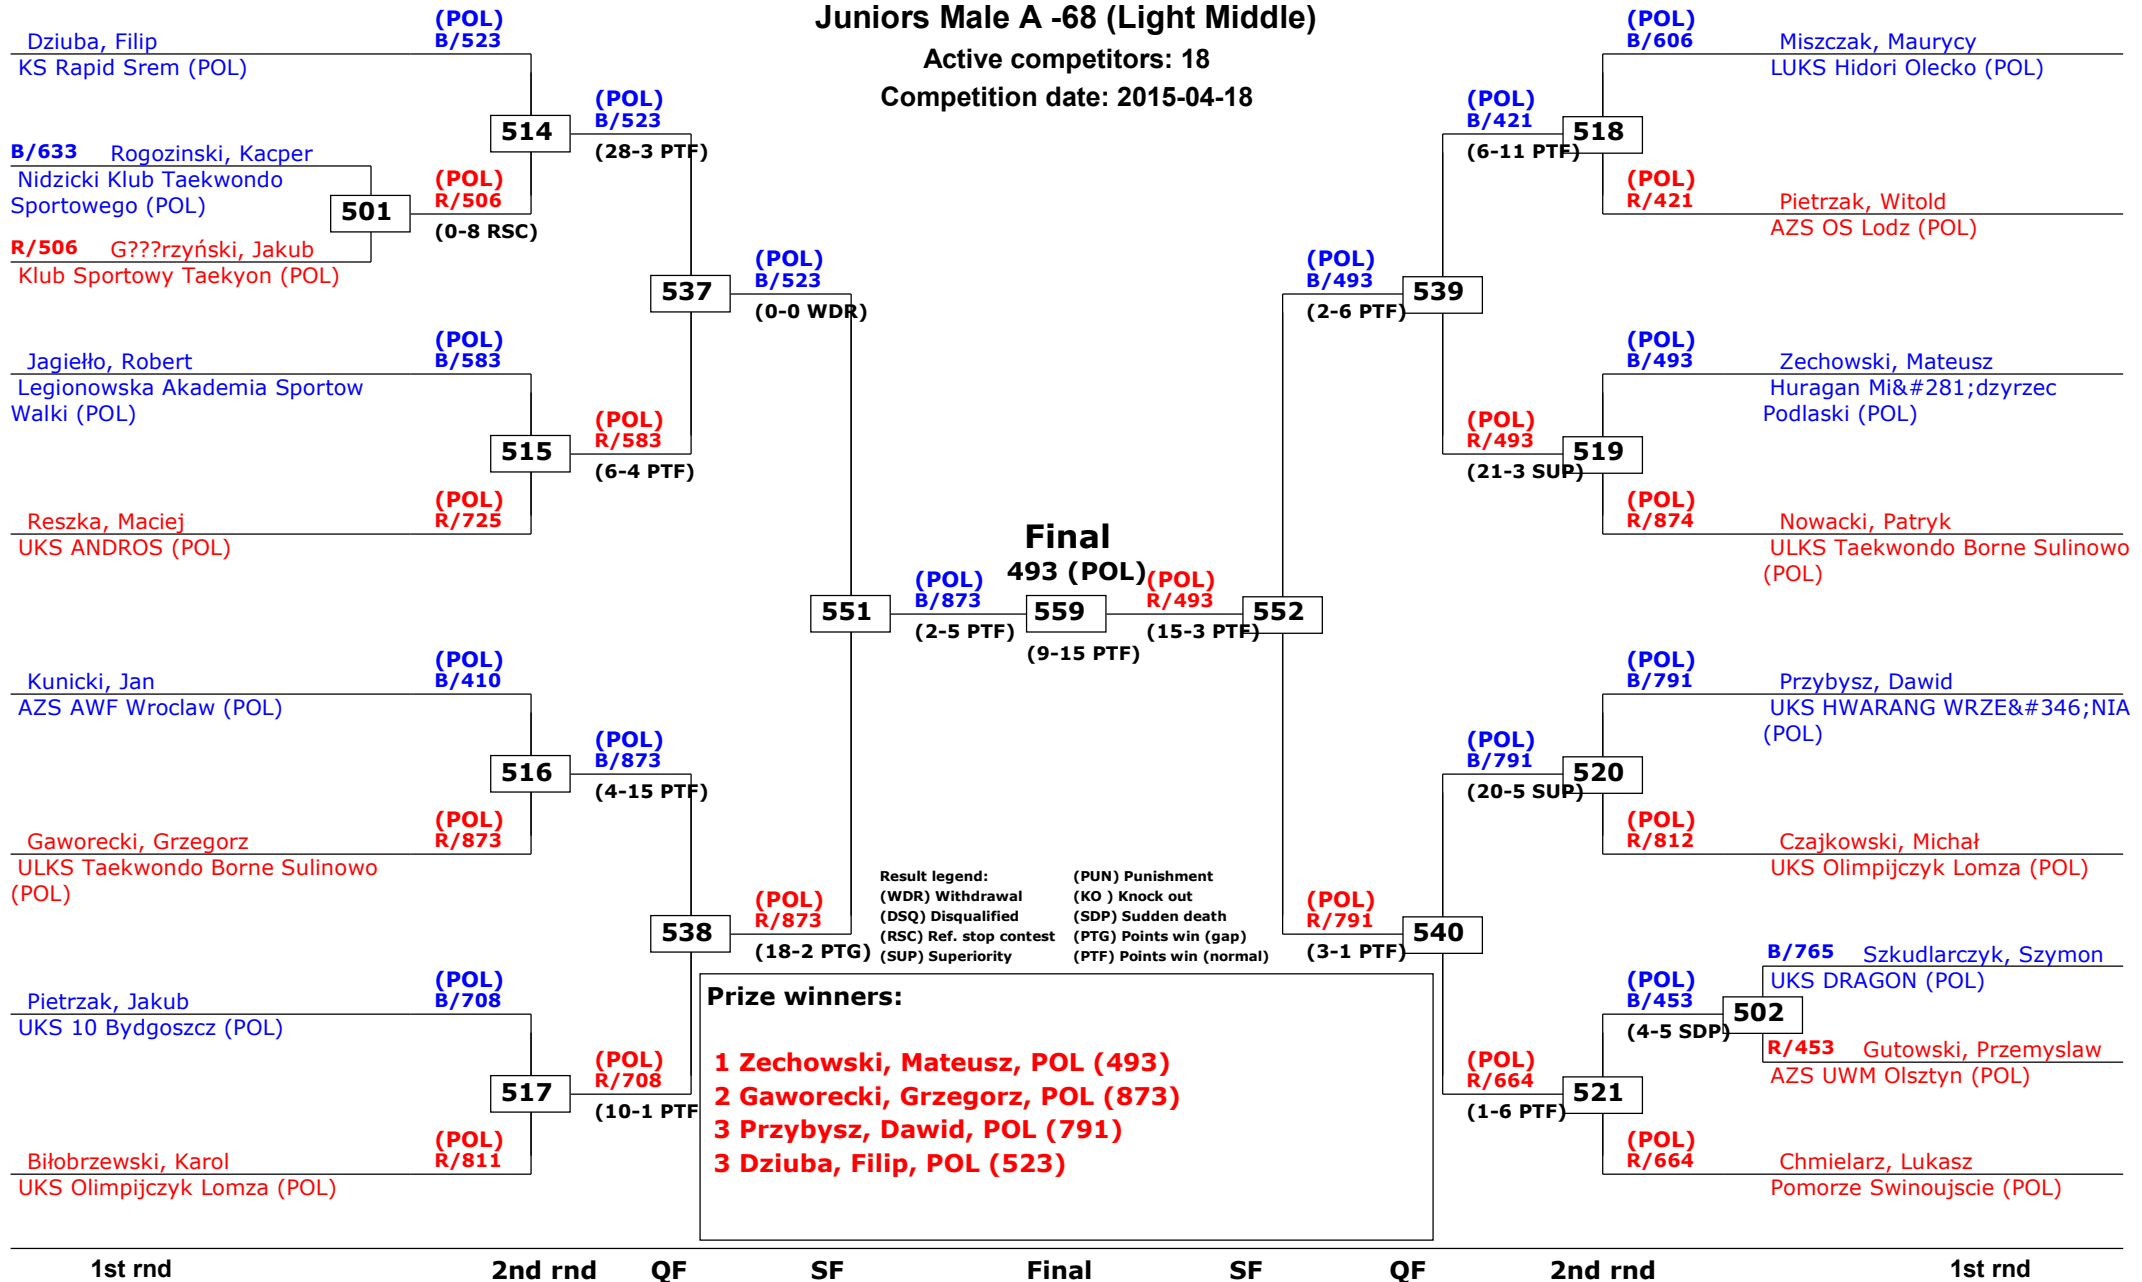 Juniors Male A -68 (Light Middle)
Active competitors: 18
Competition date: 2015-04-18
Dziuba, Filip
(POL)
B/523
KS Rapid Srem (POL)
514
(POL)
B/523
(28-3 PTF)
B/633 Rogozinski, Kacper
Nidzicki Klub Taekwondo
Sportowego (POL)
501
(POL)
R/506
(0-8 RSC)
R/506 G???rzyński, Jakub
Klub Sportowy Taekyon (POL)
537
(POL)
B/523
(0-0 WDR)
Jagiełło, Robert
(POL)
B/583
Legionowska Akademia Sportow
Walki (POL)
515
(POL)
R/583
(6-4 PTF)
Reszka, Maciej
(POL)
R/725
UKS ANDROS (POL)
551
(POL)
B/873
(2-5 PTF)
Kunicki, Jan
(POL)
B/410
AZS AWF Wroclaw (POL)
516
(POL)
B/873
(4-15 PTF)
Gaworecki, Grzegorz
(POL)
R/873
ULKS Taekwondo Borne Sulinowo
(POL)
538
(POL)
R/873
(18-2 PTG)
Pietrzak, Jakub
(POL)
B/708
UKS 10 Bydgoszcz (POL)
517
(POL)
R/708
(10-1 PTF
Biłobrzewski, Karol
(POL)
R/811
UKS Olimpijczyk Lomza (POL)
Final
493 (POL)
559
(9-15 PTF)
(POL)
R/493
(15-3 PTF)
552
(POL)
B/606
Miszczak, Maurycy
LUKS Hidori Olecko (POL)
(POL)
B/421
(6-11 PTF)
518
(POL)
R/421
Pietrzak, Witold
AZS OS Lodz (POL)
(POL)
B/493
(2-6 PTF)
539
(POL)
B/493
Zechowski, Mateusz
Huragan Mi&#281;dzyrzec
Podlaski (POL)
(POL)
R/493
(21-3 SUP)
519
(POL)
R/874
Nowacki, Patryk
ULKS Taekwondo Borne Sulinowo
(POL)
(POL)
B/791
Przybysz, Dawid
UKS HWARANG WRZE&#346;NIA
(POL)
(POL)
B/791
(20-5 SUP)
520
(POL)
R/812
Czajkowski, Michał
UKS Olimpijczyk Lomza (POL)
(POL)
R/791
(3-1 PTF)
540
B/765 Szkudlarczyk, Szymon
UKS DRAGON (POL)
(POL)
B/453
(4-5 SDP)
502
R/453 Gutowski, Przemyslaw
AZS UWM Olsztyn (POL)
(POL)
R/664
(1-6 PTF)
521
(POL)
R/664
Chmielarz, Lukasz
Pomorze Swinoujscie (POL)
Result legend:
(WDR) Withdrawal
(DSQ) Disqualified
(RSC) Ref. stop contest
(SUP) Superiority
(PUN) Punishment
(KO ) Knock out
(SDP) Sudden death
(PTG) Points win (gap)
(PTF) Points win (normal)
Prize winners:
1 Zechowski, Mateusz, POL (493)
2 Gaworecki, Grzegorz, POL (873)
3 Przybysz, Dawid, POL (791)
3 Dziuba, Filip, POL (523)
1st rnd 2nd rnd QF SF Final SF QF 2nd rnd 1st rnd